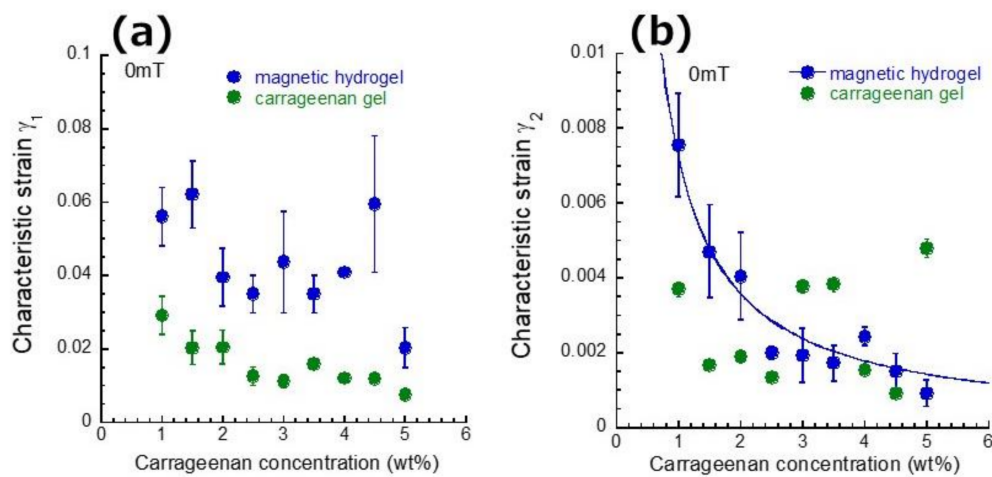 (a)
0mT
magnetic hydrogel
carrageenan gel
Characteristic strain γ1
0.1
0.08
0.06
0.04
0.02
0
0 1 2 3 4 5 6
Carrageenan concentration (wt%)
(b)
0mT
magnetic hydrogel
carrageenan gel
Characteristic strain γ2
0.01
0.008
0.006
0.004
0.002
0
0 1 2 3 4 5 6
Carrageenan concentration (wt%)